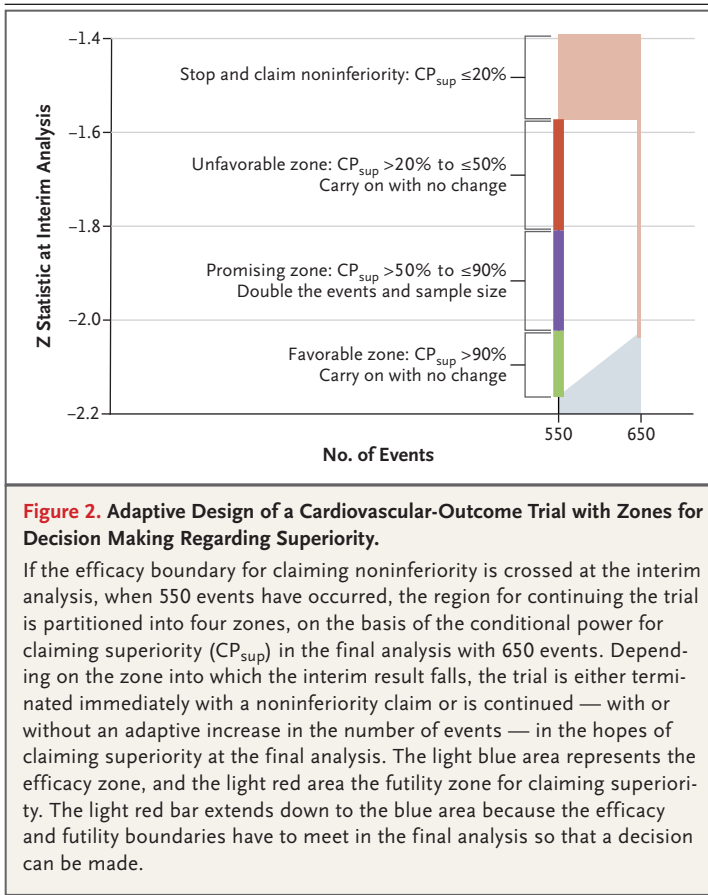 −1.4
Stop and claim noninferiority: CPsup ≤20%
−1.6
Unfavorable zone: CPsup >20% to ≤50%
Carry on with no change
−1.8
Promising zone: CPsup >50% to ≤90%
Double the events and sample size
−2.0
Favorable zone: CPsup >90%
Carry on with no change
−2.2
Z Statistic at Interim Analysis
550
650
No. of Events
Figure 2. Adaptive Design of a Cardiovascular-Outcome Trial with Zones for
Decision Making Regarding Superiority.
If the efficacy boundary for claiming noninferiority is crossed at the interim
analysis, when 550 events have occurred, the region for continuing the trial
is partitioned into four zones, on the basis of the conditional power for
claiming superiority (CPsup) in the final analysis with 650 events. Depend-
ing on the zone into which the interim result falls, the trial is either termi-
nated immediately with a noninferiority claim or is continued — with or
without an adaptive increase in the number of events — in the hopes of
claiming superiority at the final analysis. The light blue area represents the
efficacy zone, and the light red area the futility zone for claiming superiori-
ty. The light red bar extends down to the blue area because the efficacy
and futility boundaries have to meet in the final analysis so that a decision
can be made.